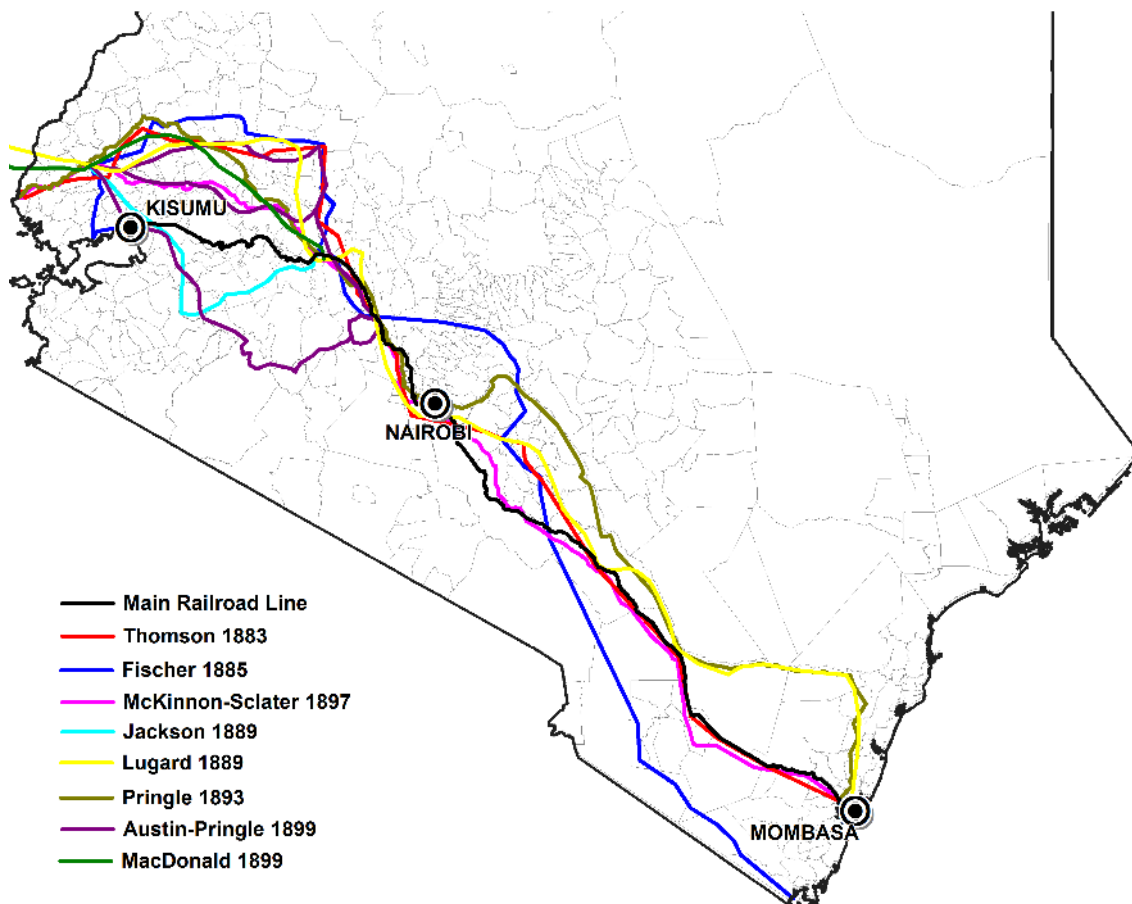 KISUMU
NAIROBI
MOMBASA
Main Railroad Line
Thomson 1883
Fischer 1885
McKinnon-Sclater 1897
Jackson 1889
Lugard 1889
Pringle 1893
Austin-Pringle 1899
MacDonald 1899